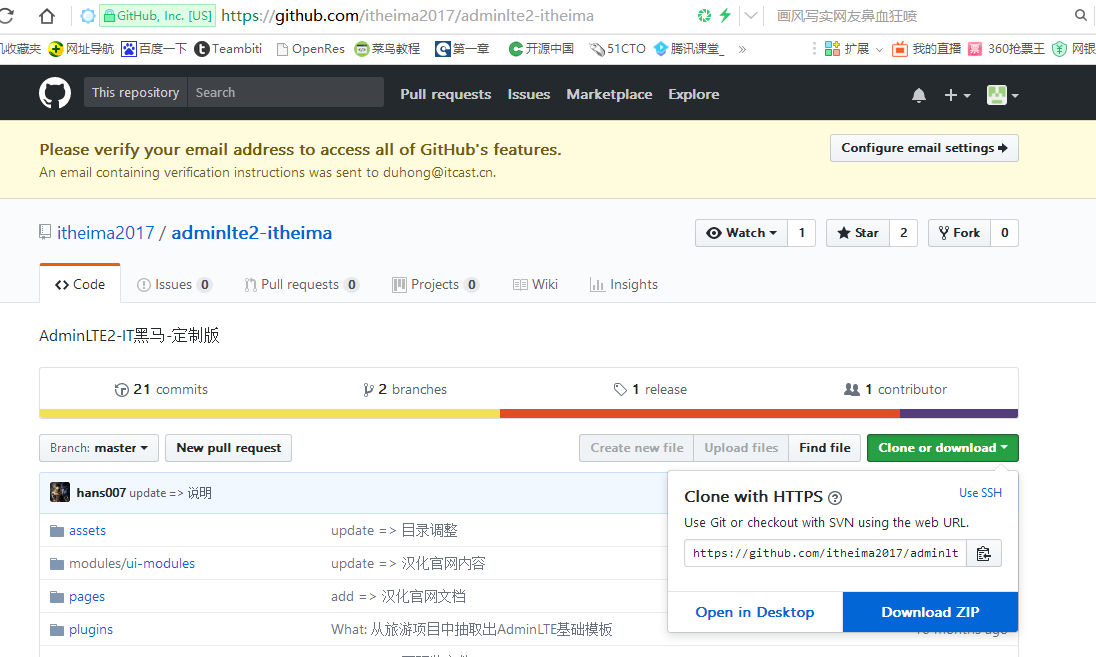 GitHub, Inc. [US] https://github.com/itheima2017/adminlte2-itheima 画风写实网友鼻血狂喷
收藏夹 网址导航 百度一下 Teambiti OpenRes 菜鸟教程 第一章 开源中国 51CTO 腾讯课堂_ » 扩展 我的直播 360抢票王 网银
This repository Search Pull requests Issues Marketplace Explore
Please verify your email address to access all of GitHub's features.
Configure email settings
An email containing verification instructions was sent to duhong@itcast.cn.
itheima2017 / adminlte2-itheima Watch 1 Star 2 Fork 0
Code Issues 0 Pull requests 0 Projects 0 Wiki Insights
AdminLTE2-IT黑马-定制版
21 commits 2 branches 1 release 1 contributor
Branch: master New pull request Create new file Upload files Find file Clone or download
hans007 update => 说明
assets update => 目录调整
modules/ui-modules update => 汉化官网内容
pages add => 汉化官网文档
plugins What: 从旅游项目中抽取出AdminLTE基础模板
Clone with HTTPS Use SSH
Use Git or checkout with SVN using the web URL.
https://github.com/itheima2017/adminlt
Open in Desktop Download ZIP